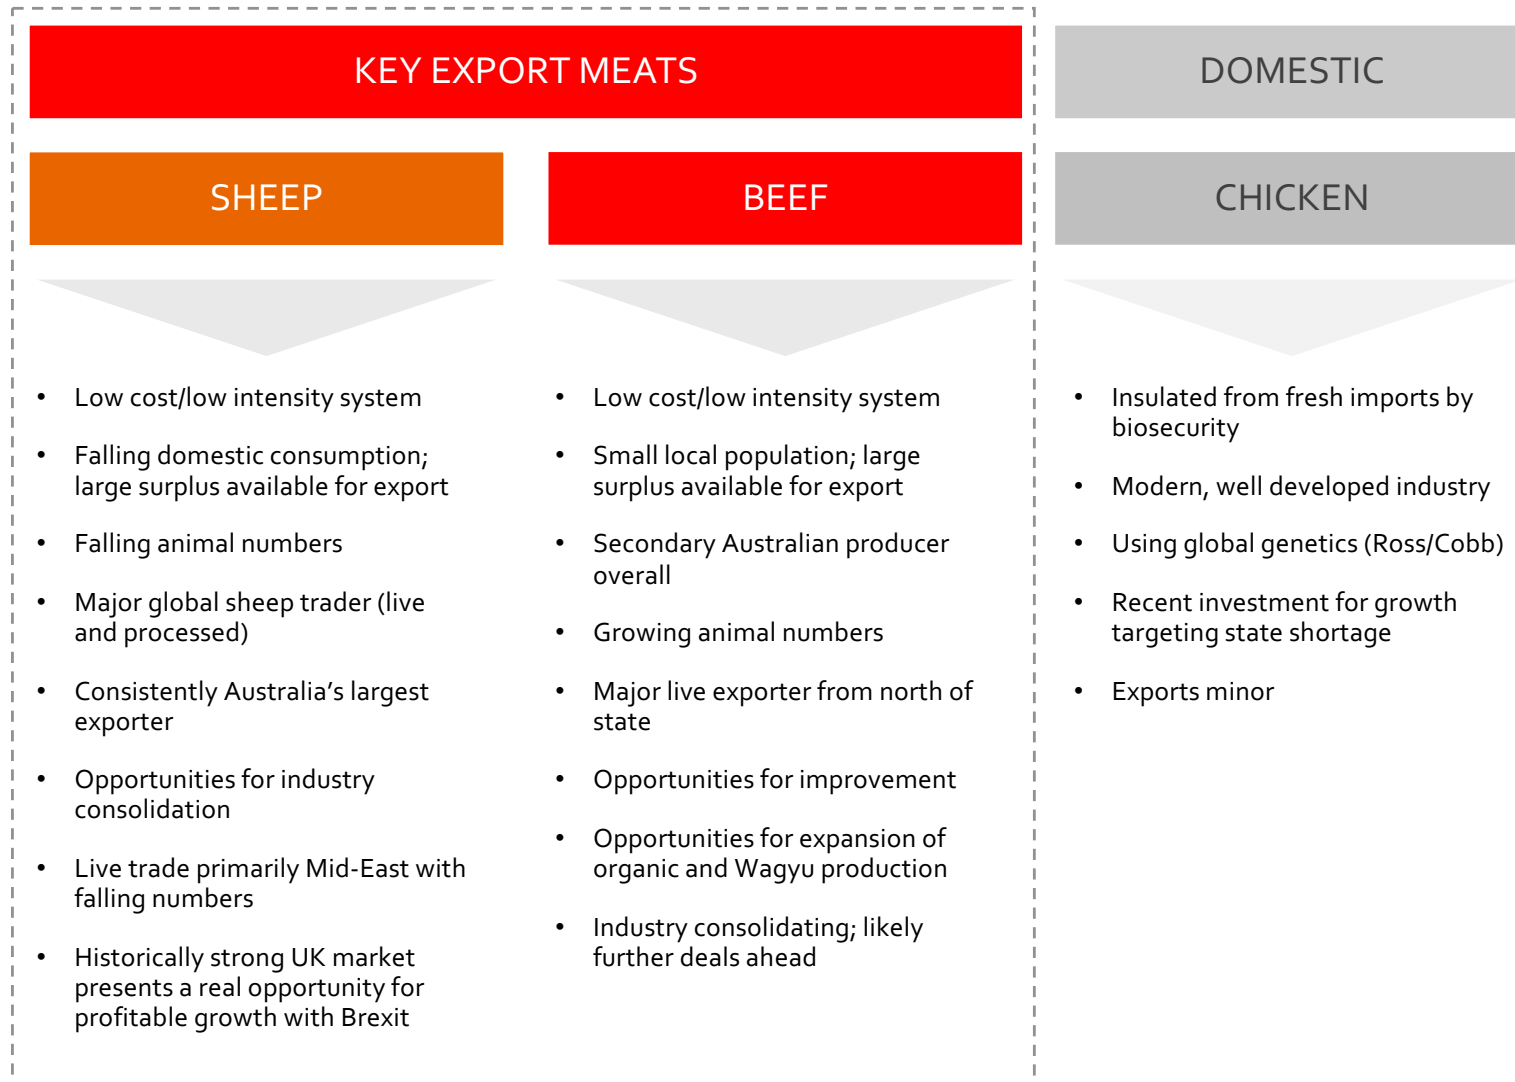 KEY EXPORT MEATS
DOMESTIC
SHEEP
BEEF
CHICKEN
• Low cost/low intensity system
• Falling domestic consumption;
large surplus available for export
• Falling animal numbers
• Major global sheep trader (live
and processed)
• Consistently Australia’s largest
exporter
• Opportunities for industry
consolidation
• Live trade primarily Mid-East with
falling numbers
• Historically strong UK market
presents a real opportunity for
profitable growth with Brexit
• Low cost/low intensity system
• Small local population; large
surplus available for export
• Secondary Australian producer
overall
• Growing animal numbers
• Major live exporter from north of
state
• Opportunities for improvement
• Opportunities for expansion of
organic and Wagyu production
• Industry consolidating; likely
further deals ahead
• Insulated from fresh imports by
biosecurity
• Modern, well developed industry
• Using global genetics (Ross/Cobb)
• Recent investment for growth
targeting state shortage
• Exports minor